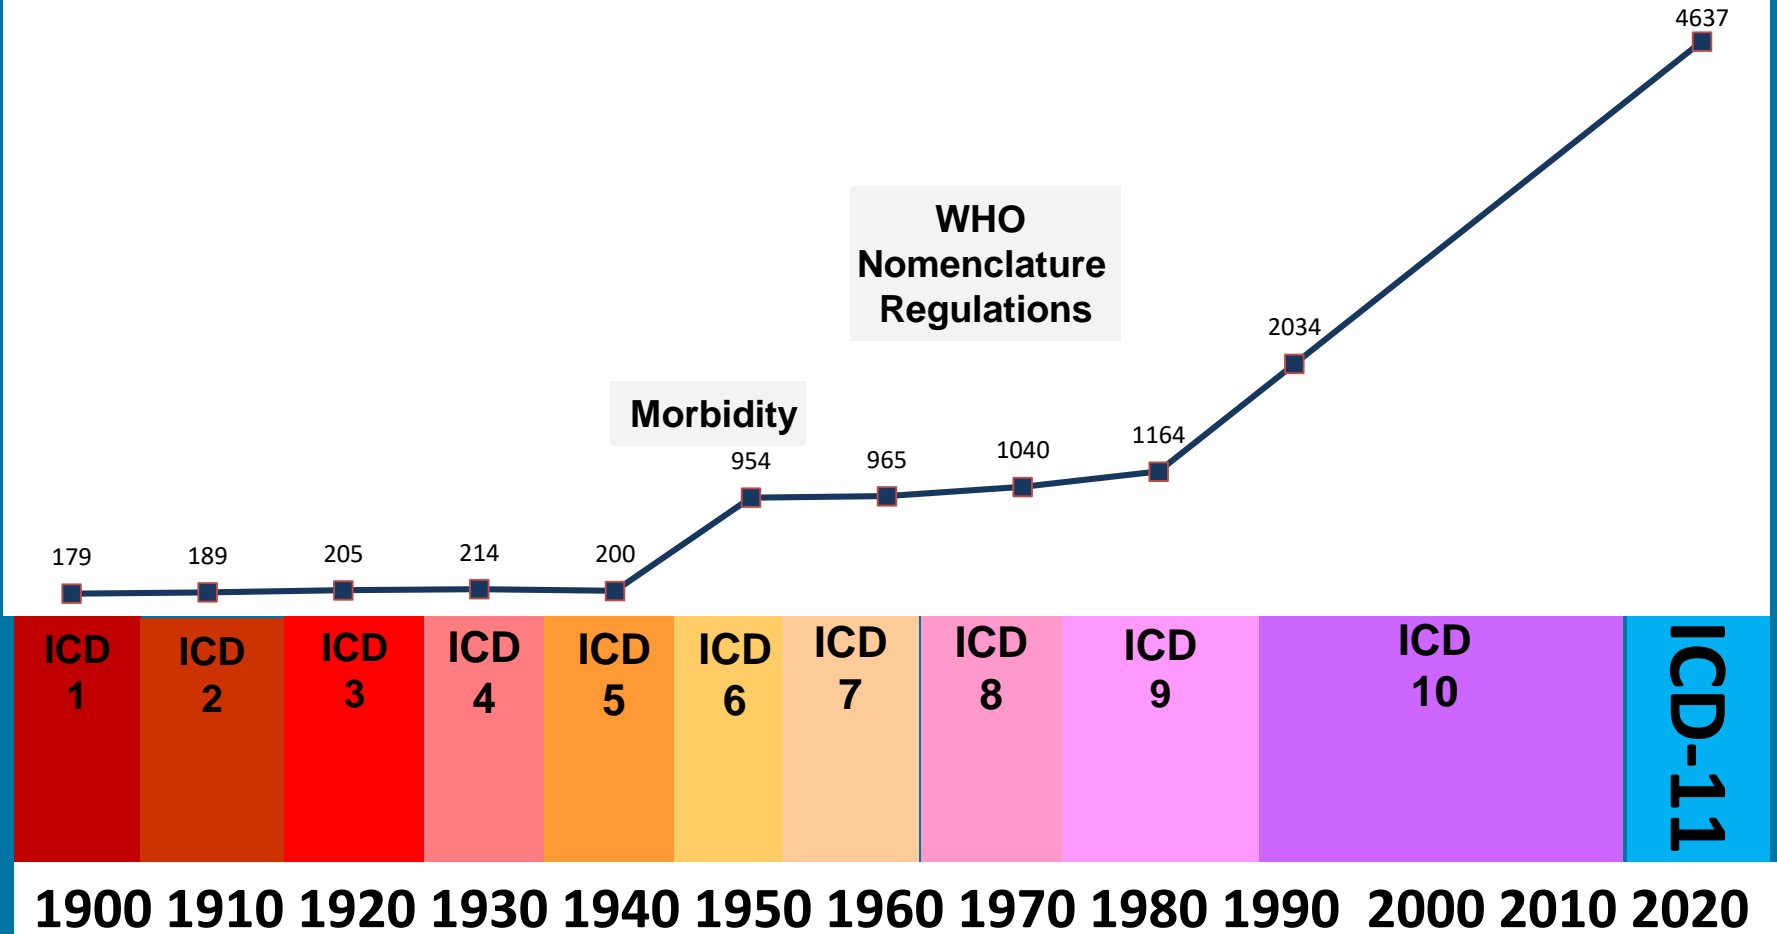 4637
WHO
Nomenclature
Regulations
2034
Morbidity
954
965
1040
1164
179
189
205
214
200
ICD
1
ICD
2
ICD
3
ICD
4
ICD
5
ICD
6
ICD
7
ICD
8
ICD
9
ICD
10
ICD-11
1900 1910 1920 1930 1940 1950 1960 1970 1980 1990 2000 2010 2020